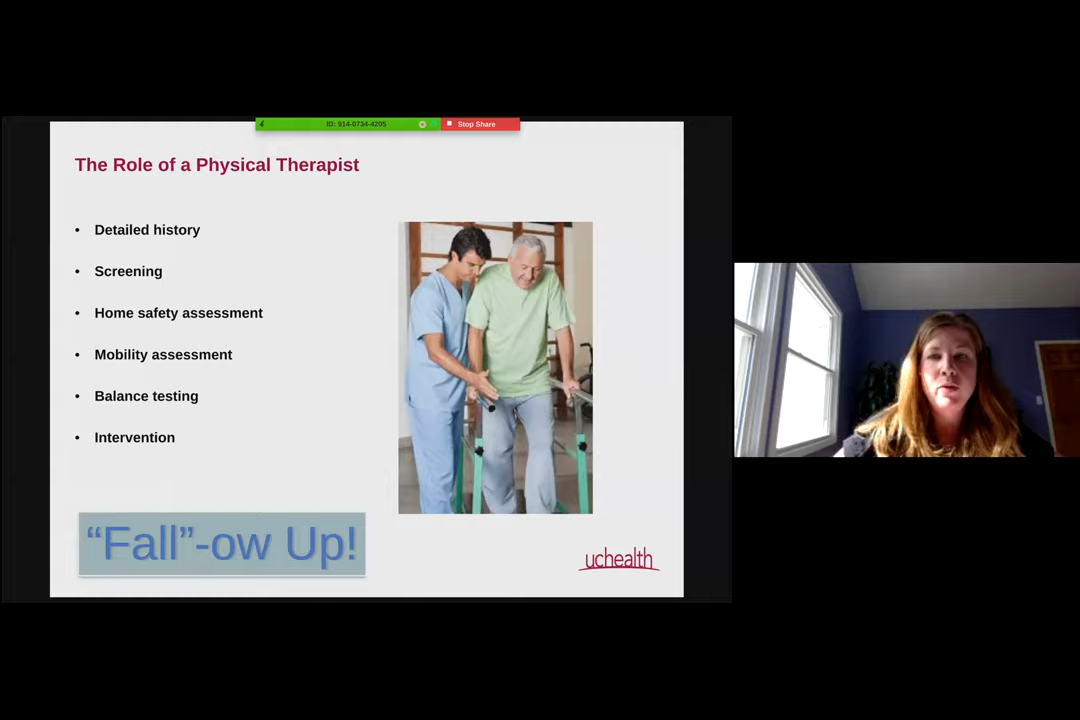 ID: 914-0734-4205
Stop Share
The Role of a Physical Therapist
• Detailed history
• Screening
• Home safety assessment
• Mobility assessment
• Balance testing
• Intervention
“Fall”-ow Up!
uchealth